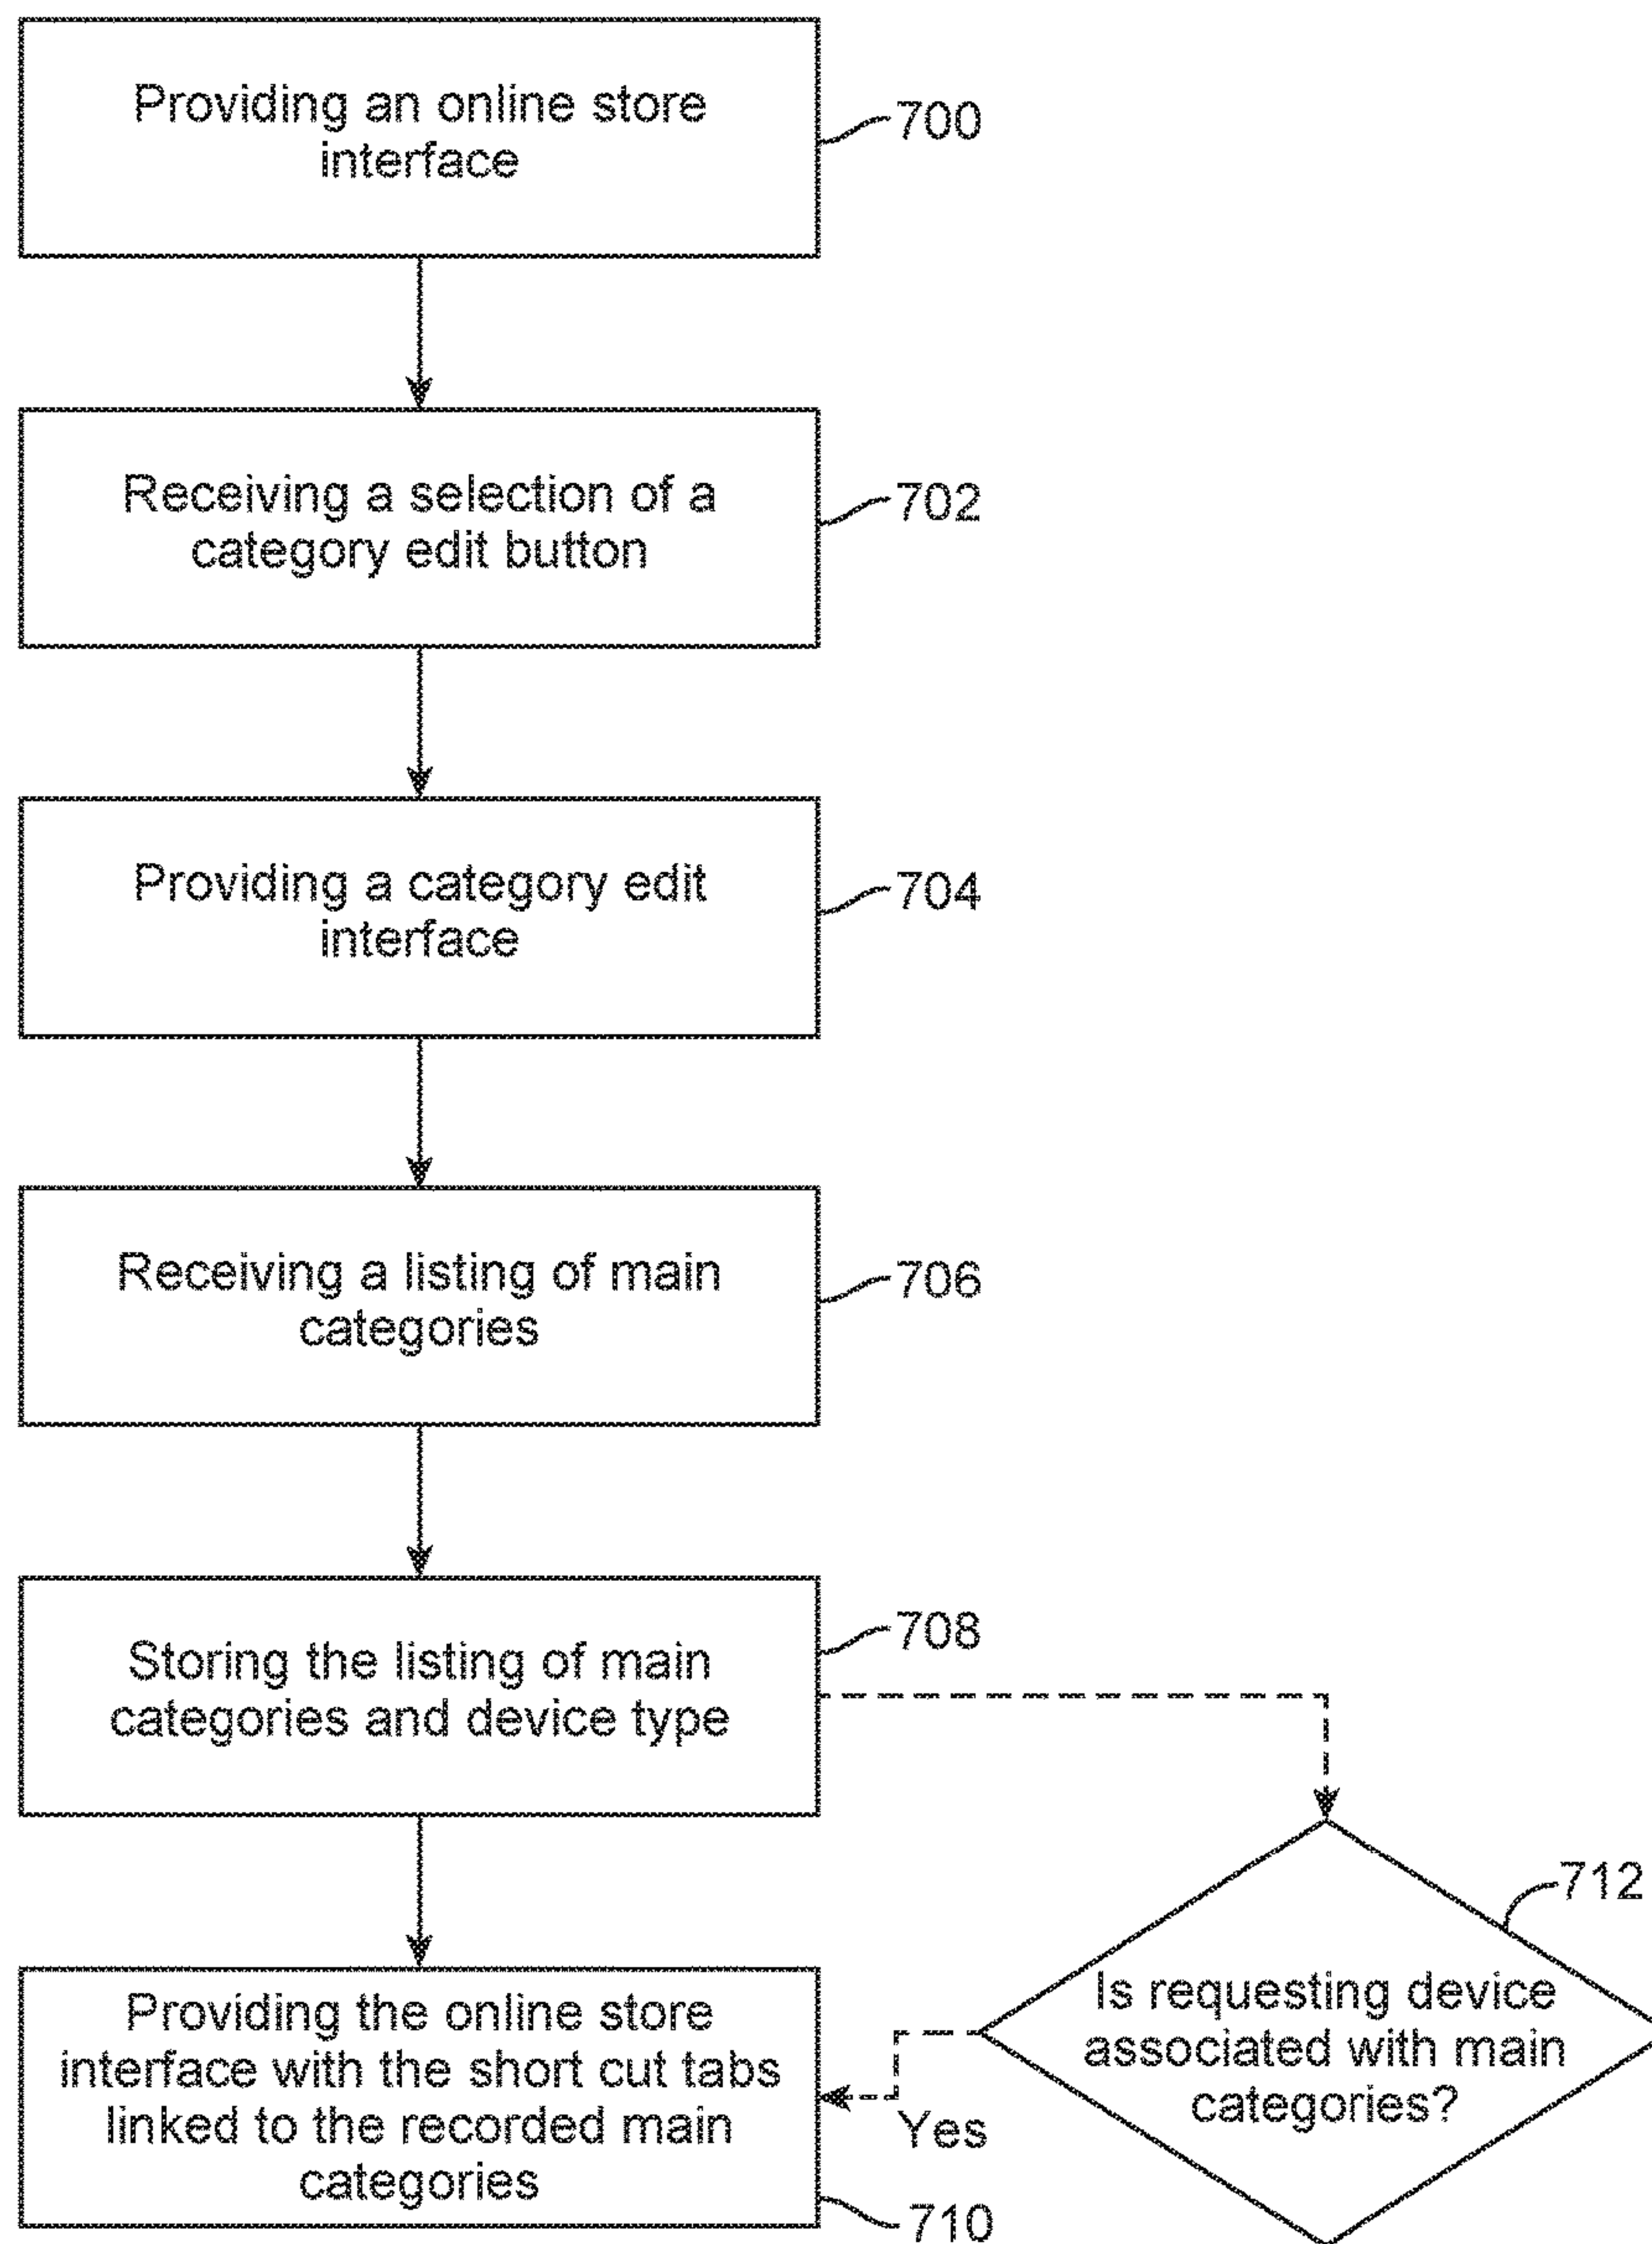 Providing an online store
interface
700
Receiving a selection of a
category edit button
702
Providing a category edit
interface
704
Receiving a listing of main
categories
706
Storing the listing of main
categories and device type
708
Providing the online store
interface with the short cut tabs
linked to the recorded main
categories
710
712
Is requesting device
associated with main
categories?
Yes